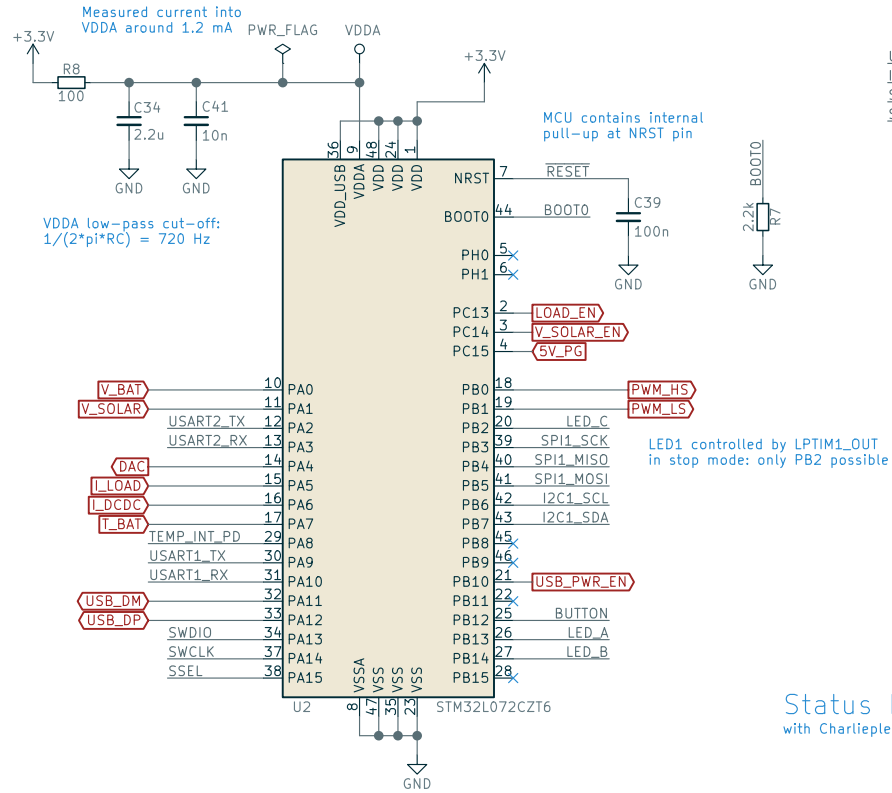 Measured current into
VDDA around 1.2 mA
PWR_FLAG
VDDA
+3.3V
+3.3V
R8
100
C34
2.2u
C41
10n
GND
GND
VDDA low-pass cut-off:
1/(2*pi*RC) = 720 Hz
MCU contains internal
pull-up at NRST pin
36 VDD_USB
9 VDDA
48 VDD
24 VDD
1 VDD
NRST 7 RESET
BOOT0 44 BOOT0
C39
100n
GND
BOOT0
2.2k
R7
GND
PH0 5
PH1 6
PC13 2 LOAD_EN
PC14 3 V_SOLAR_EN
PC15 4 5V_PG
V_BAT 10 PA0
V_SOLAR 11 PA1
USART2_TX 12 PA2
USART2_RX 13 PA3
DAC 14 PA4
I_LOAD 15 PA5
I_DCDC 16 PA6
T_BAT 17 PA7
TEMP_INT_PD 29 PA8
USART1_TX 30 PA9
USART1_RX 31 PA10
USB_DM 32 PA11
USB_DP 33 PA12
SWDIO 34 PA13
SWCLK 37 PA14
SSEL 38 PA15
PB0 18 PWM_HS
PB1 19 PWM_LS
PB2 20 LED_C
PB3 39 SPI1_SCK
PB4 40 SPI1_MISO
PB5 41 SPI1_MOSI
PB6 42 I2C1_SCL
PB7 43 I2C1_SDA
PB8 45
PB9 46
PB10 21 USB_PWR_EN
PB11 22
PB12 25 BUTTON
PB13 26 LED_A
PB14 27 LED_B
PB15 28
LED1 controlled by LPTIM1_OUT
in stop mode: only PB2 possible
8 VSSA
47 VSS
35 VSS
23 VSS
U2
STM32L072CZT6
GND
Status
with Charlieple